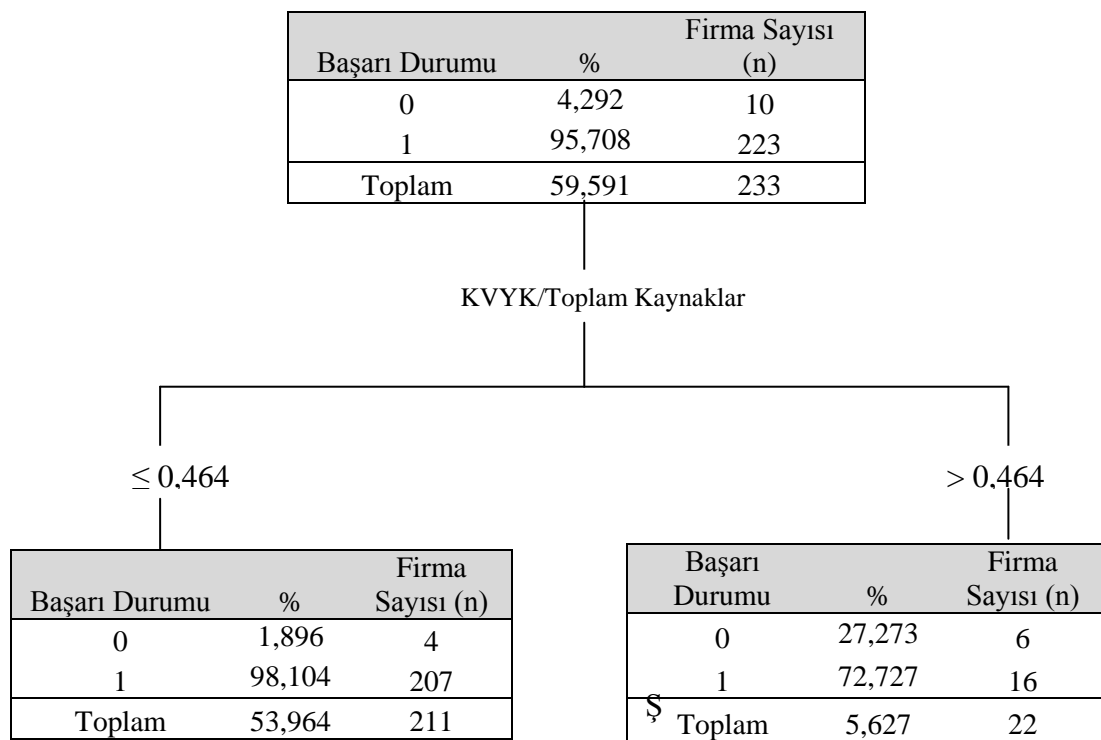 Firma Sayısı
Başarı Durumu % (n)
0 4,292 10
1 95,708 223
Toplam 59,591 233
KVYK/Toplam Kaynaklar
≤ 0,464 > 0,464
Firma
Başarı Durumu % Sayısı (n)
0 1,896 4
1 98,104 207
Toplam 53,964 211
Başarı Firma
Durumu % Sayısı (n)
0 27,273 6
1 72,727 16
Ş
Toplam 5,627 22